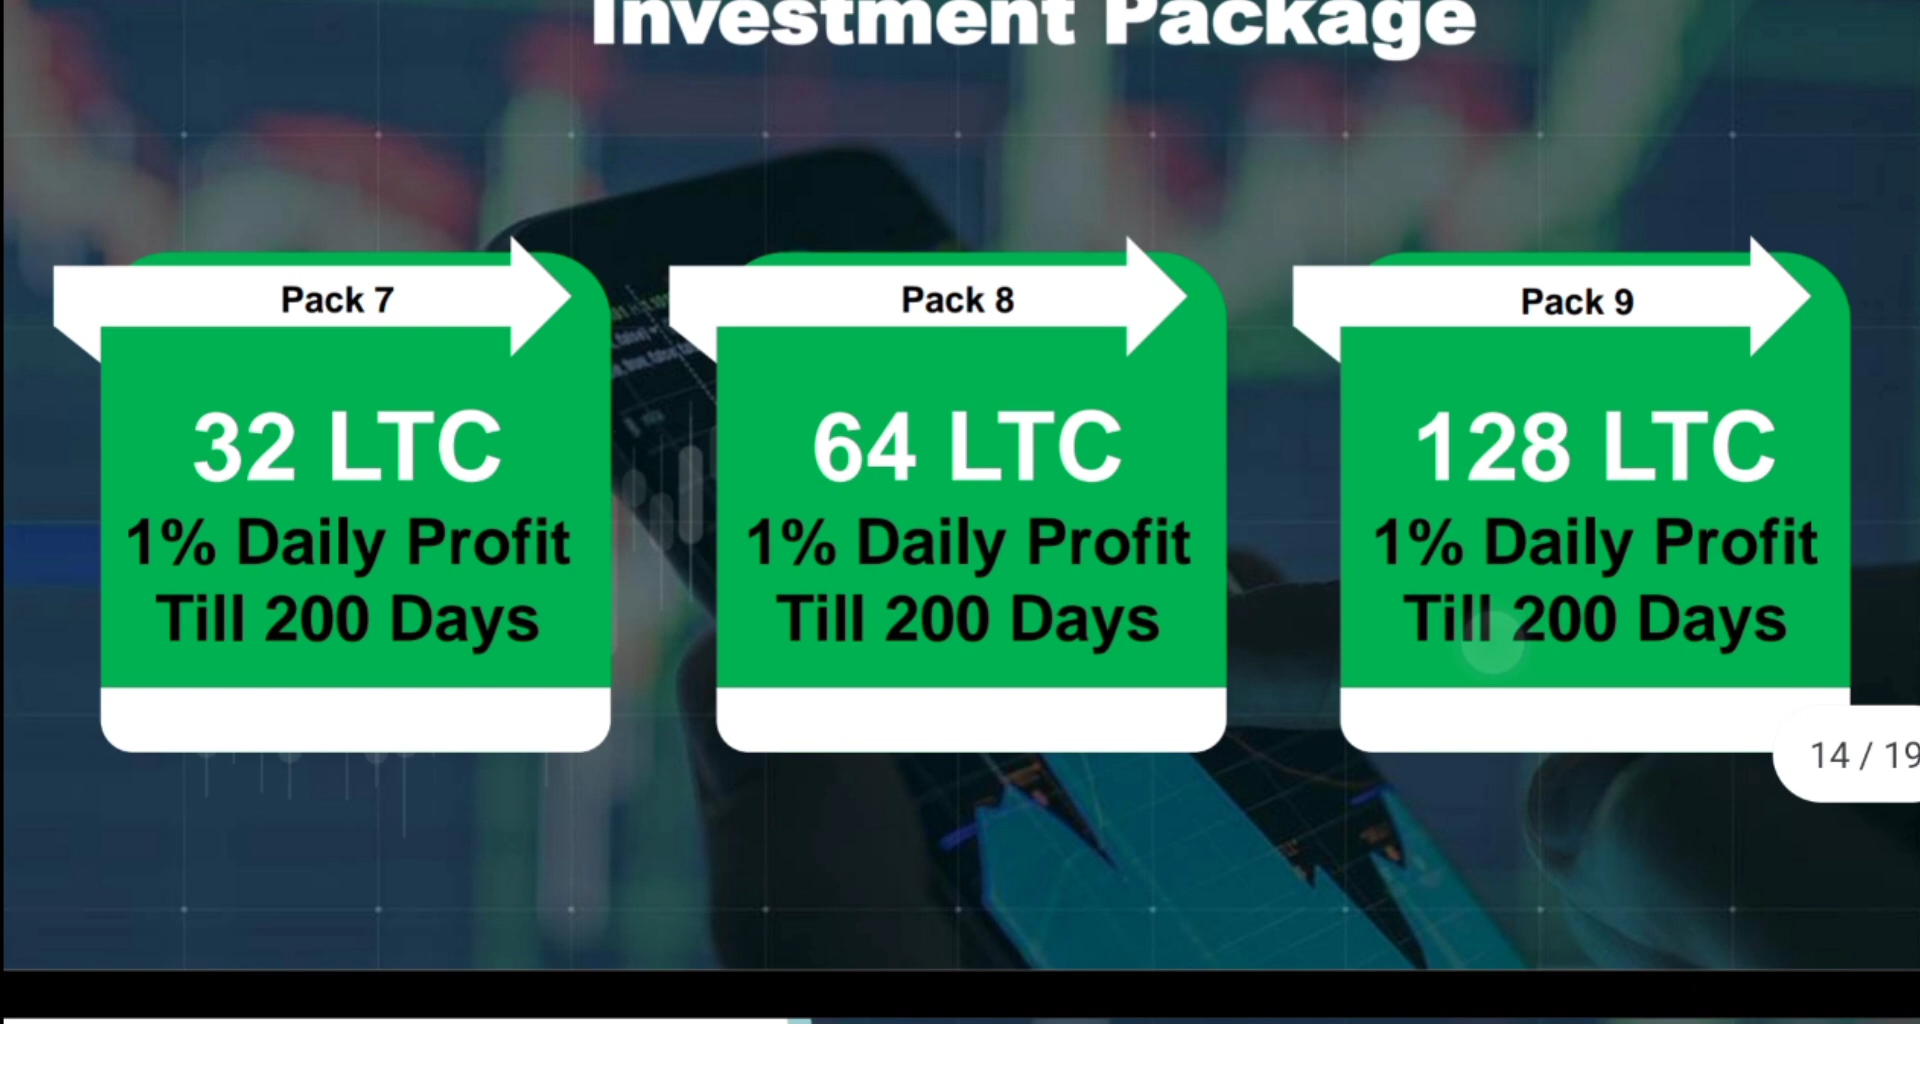 Investment Package
Pack 7
32 LTC
1% Daily Profit
Till 200 Days
Pack 8
64 LTC
1% Daily Profit
Till 200 Days
Pack 9
128 LTC
1% Daily Profit
Till 200 Days
14 / 19